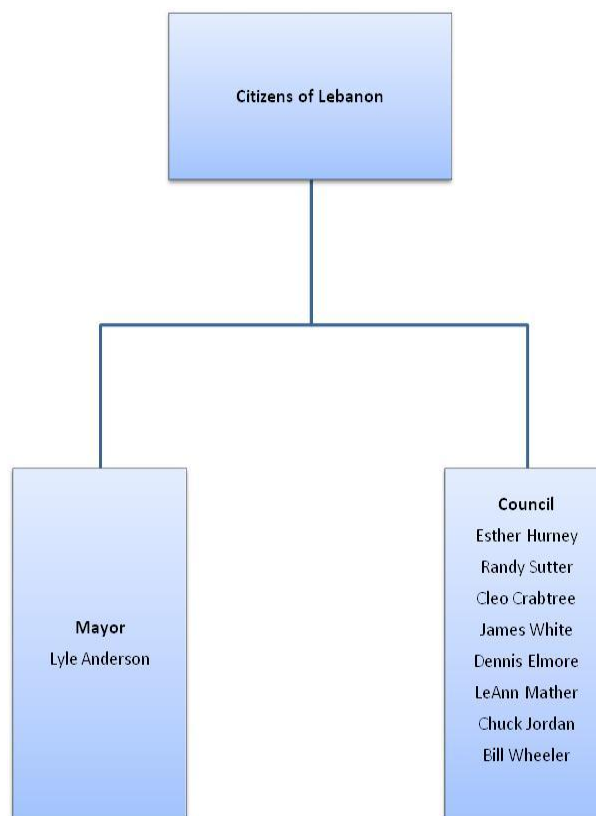 Citizens of Lebanon
Mayor
Lyle Anderson
Council
Esther Hurney
Randy Sutter
Cleo Crabtree
James White
Dennis Elmore
LeAnn Mather
Chuck Jordan
Bill Wheeler